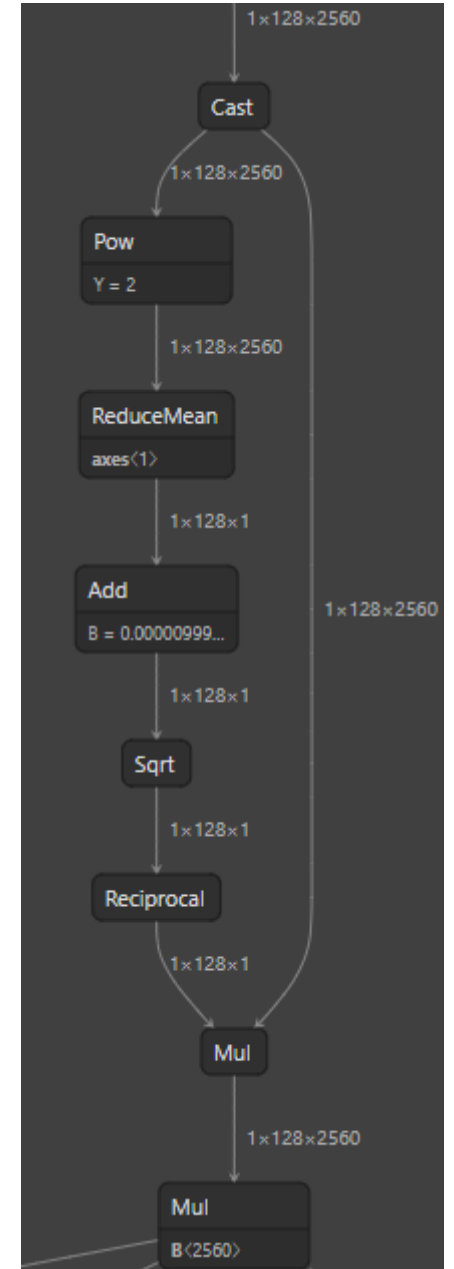 1×128×2560
Cast
1×128×2560
Pow
Y = 2
1×128×2560
ReduceMean
axes〈1〉
1×128×1
Add
B = 0.00000999...
1×128×2560
1×128×1
Sqrt
1×128×1
Reciprocal
1×128×1
Mul
1×128×2560
Mul
B〈2560〉